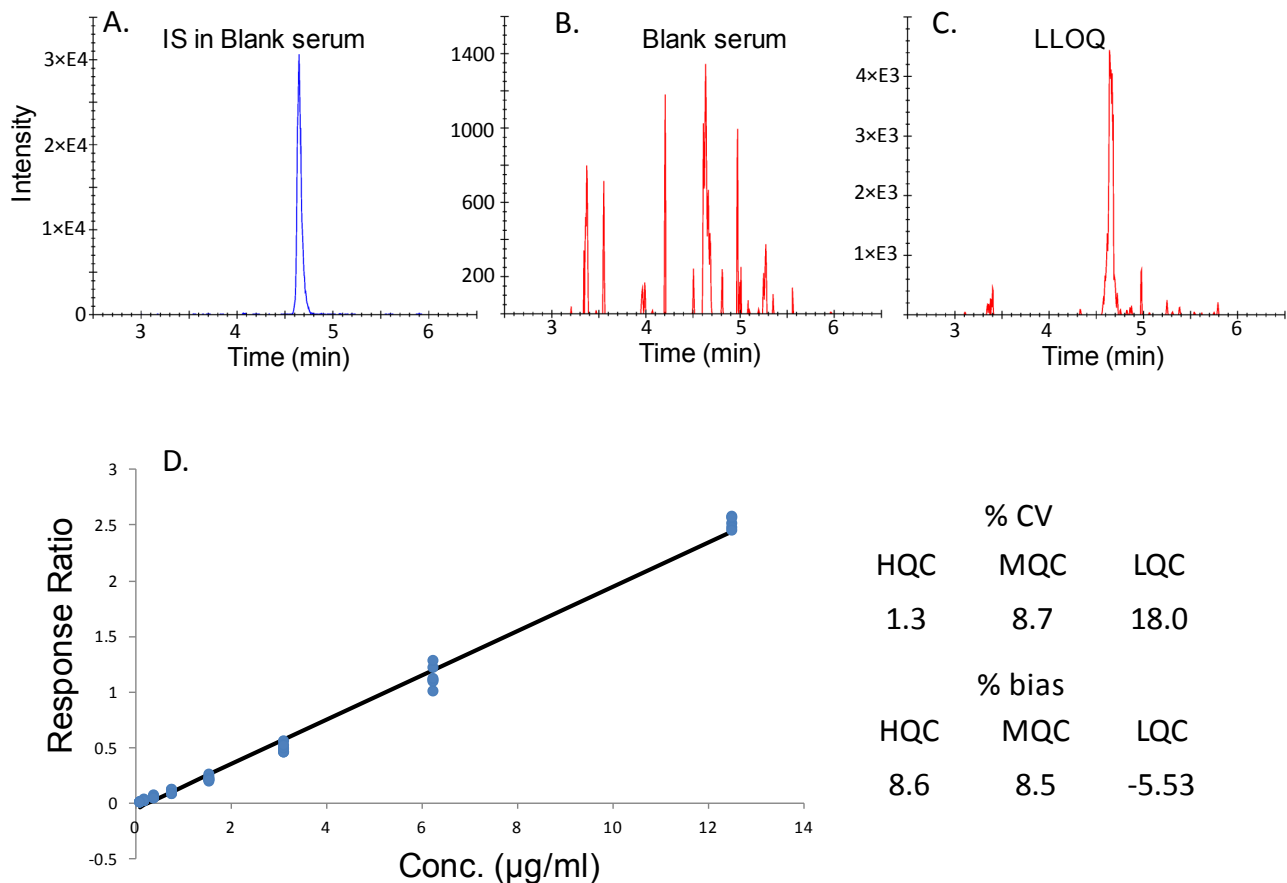 A.
IS in Blank serum
3×E4
2×E4
1×E4
0
Intensity
3 4 5 6
Time (min)
B.
Blank serum
1400
1000
600
200
3 4 5 6
Time (min)
C.
LLOQ
4×E3
3×E3
2×E3
1×E3
3 4 5 6
Time (min)
D.
3
2.5
2
1.5
1
0.5
0
-0.5
Response Ratio
0 2 4 6 8 10 12 14
Conc. (µg/ml)
% CV
HQC MQC LQC
1.3 8.7 18.0
% bias
HQC MQC LQC
8.6 8.5 -5.53